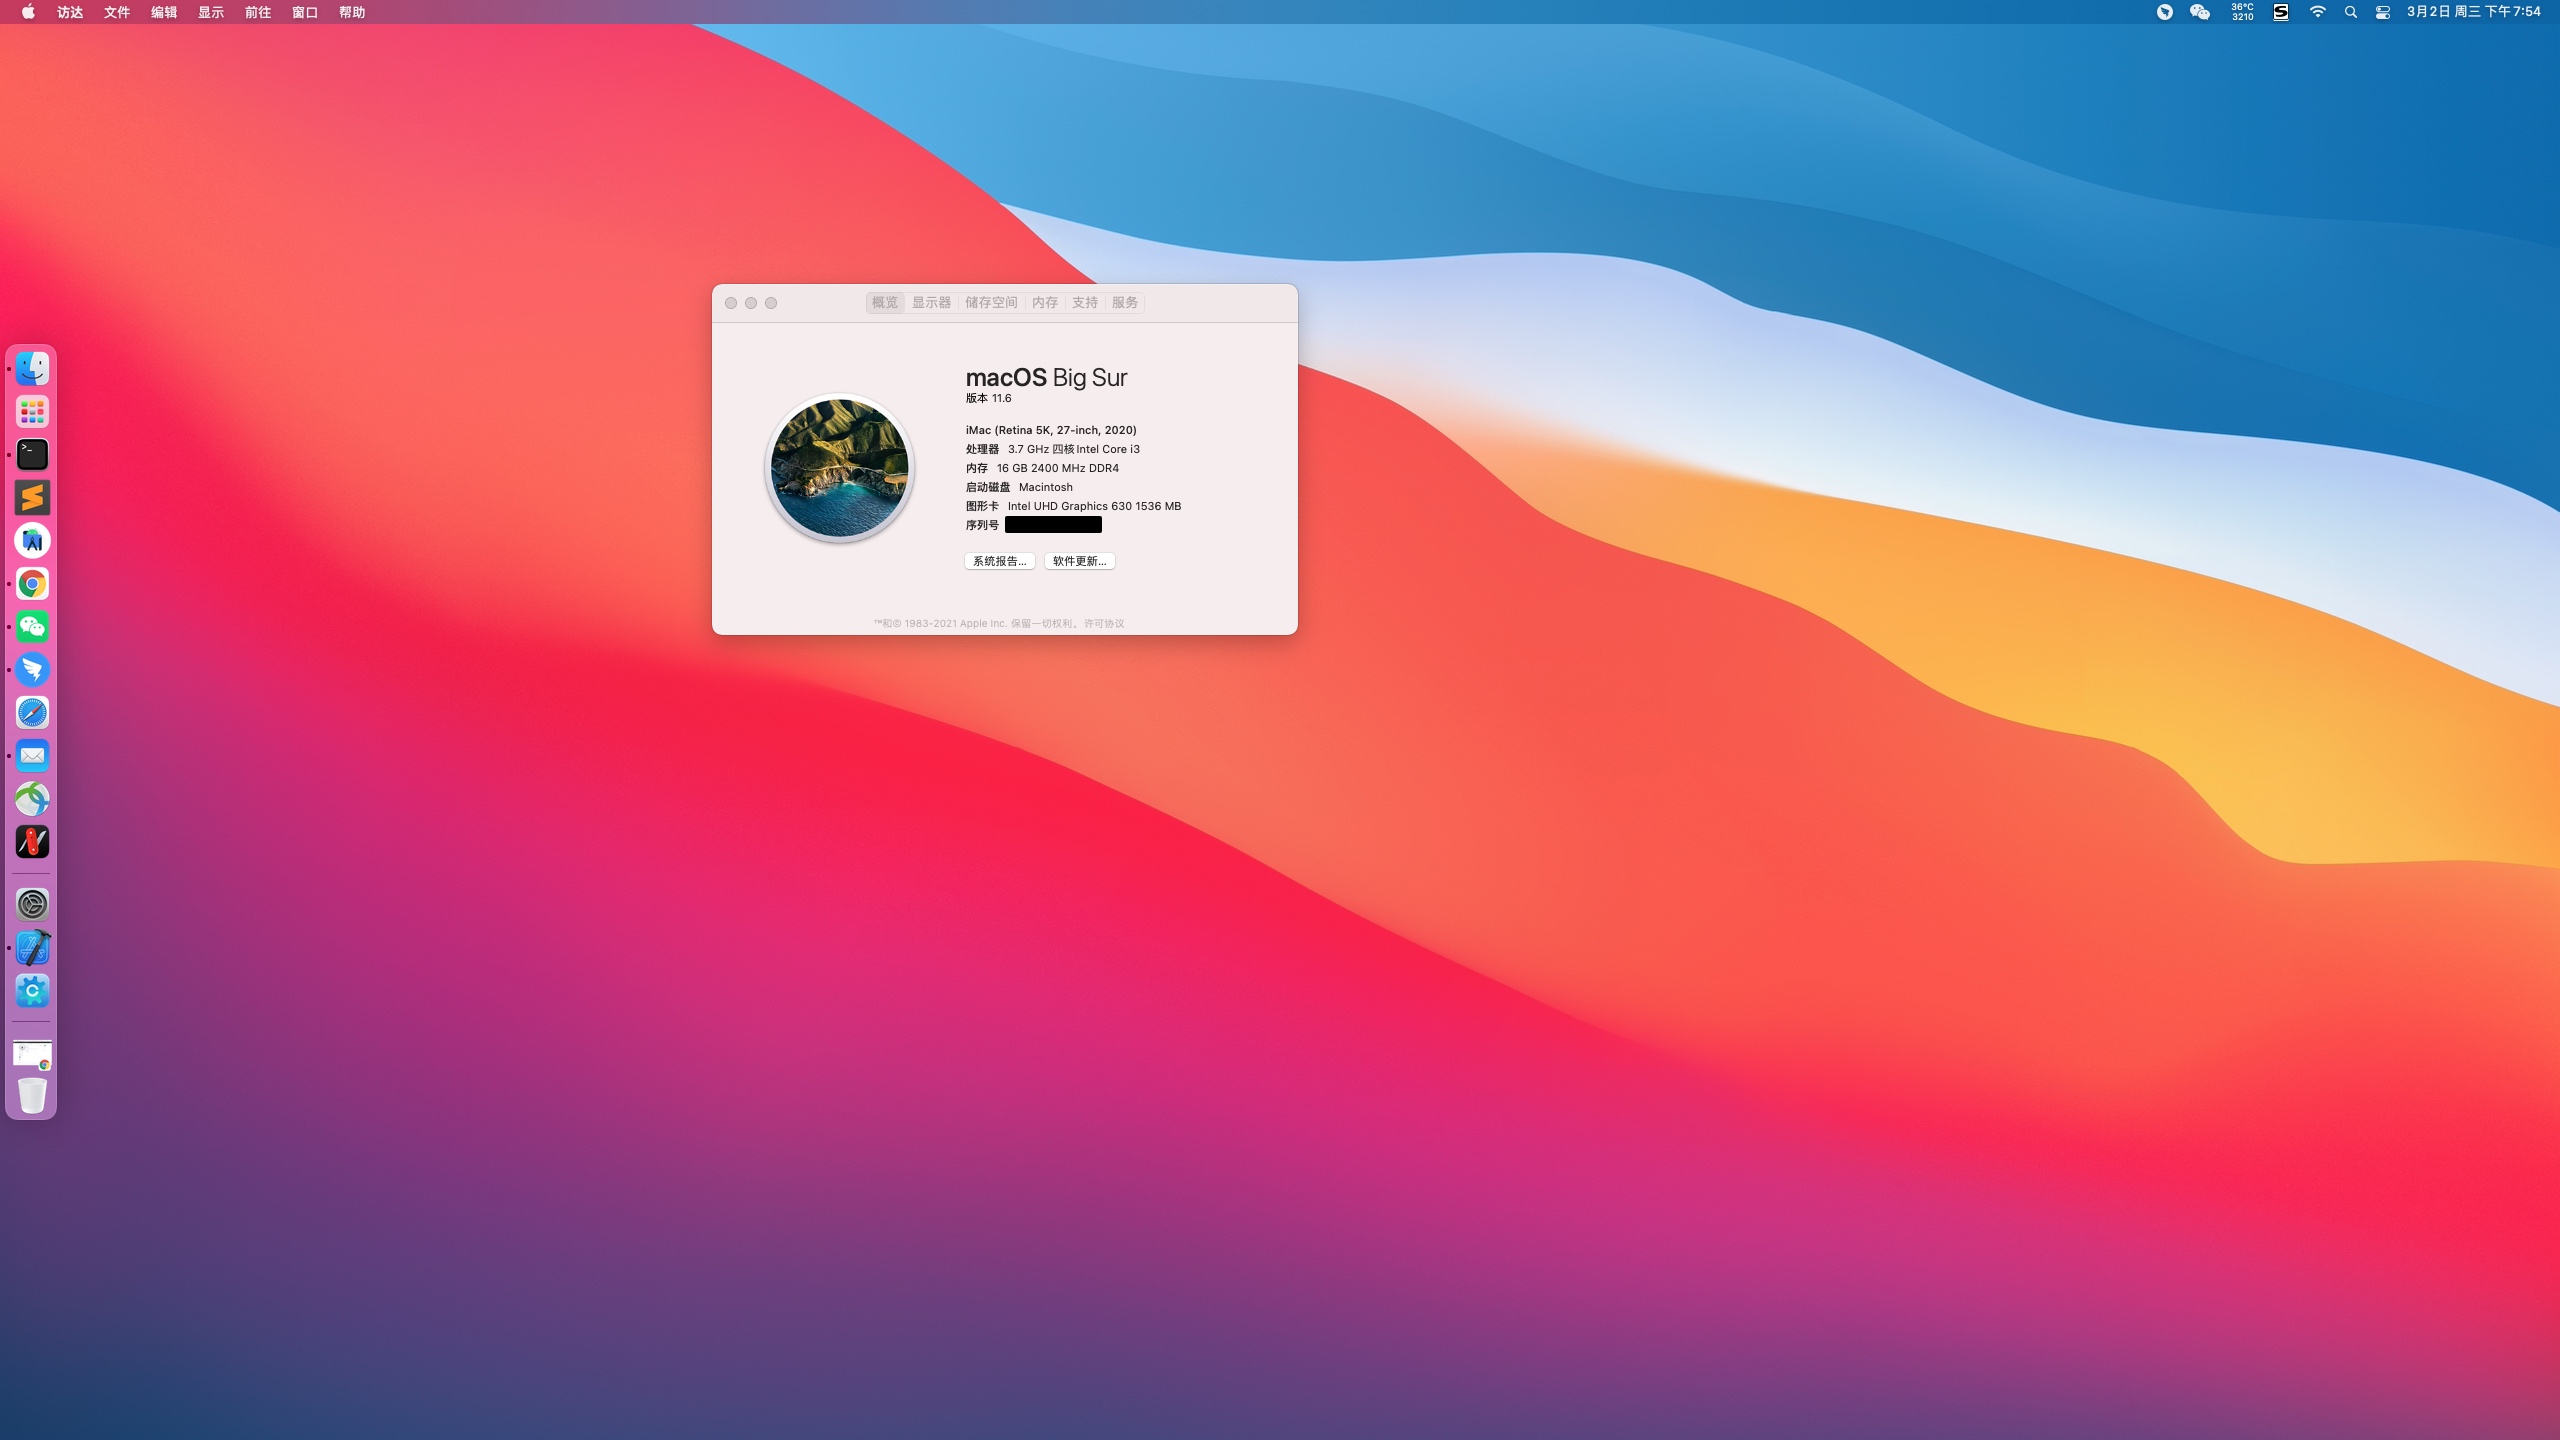 访达 文件 编辑 显示 前往 窗口 帮助
36°C
3210
S
3月2日 周三 下午7:54
概览 显示器 储存空间 内存 支持 服务
macOS Big Sur
版本 11.6
iMac (Retina 5K, 27-inch, 2020)
处理器 3.7 GHz 四核Intel Core i3
内存 16 GB 2400 MHz DDR4
启动磁盘 Macintosh
图形卡 Intel UHD Graphics 630 1536 MB
序列号
系统报告... 软件更新...
™和© 1983-2021 Apple Inc. 保留一切权利。许可协议